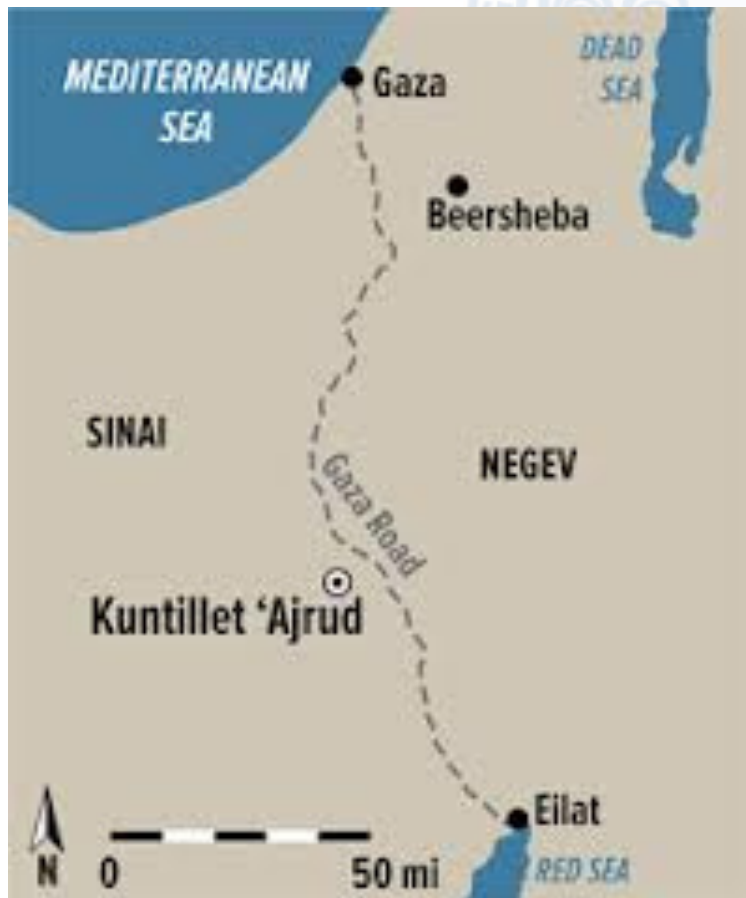 MEDITERRANEAN
SEA
Gaza
DEAD
SEA
Beersheba
SINAI
NEGEV
Gaza Road
Kuntillet ‘Ajrud
Eilat
N
0
50 mi
RED SEA